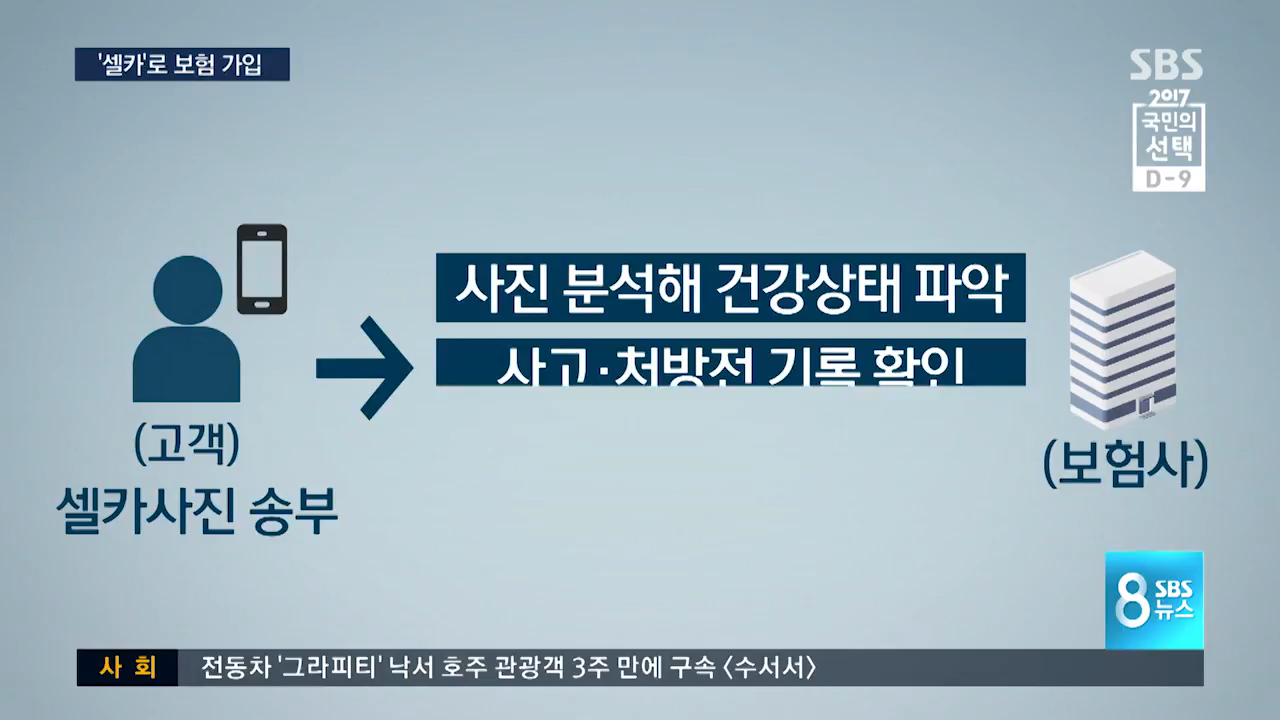 '셀카'로 보험 가입
SBS
2017
국민의
선택
D-9
사진 분석해 건강상태 파악
사고·처방전 기록 확인
(고객)
셀카사진 송부
(보험사)
8 SBS
뉴스
사회 전동차 '그라피티' 낙서 호주 관광객 3주 만에 구속 <수서서>